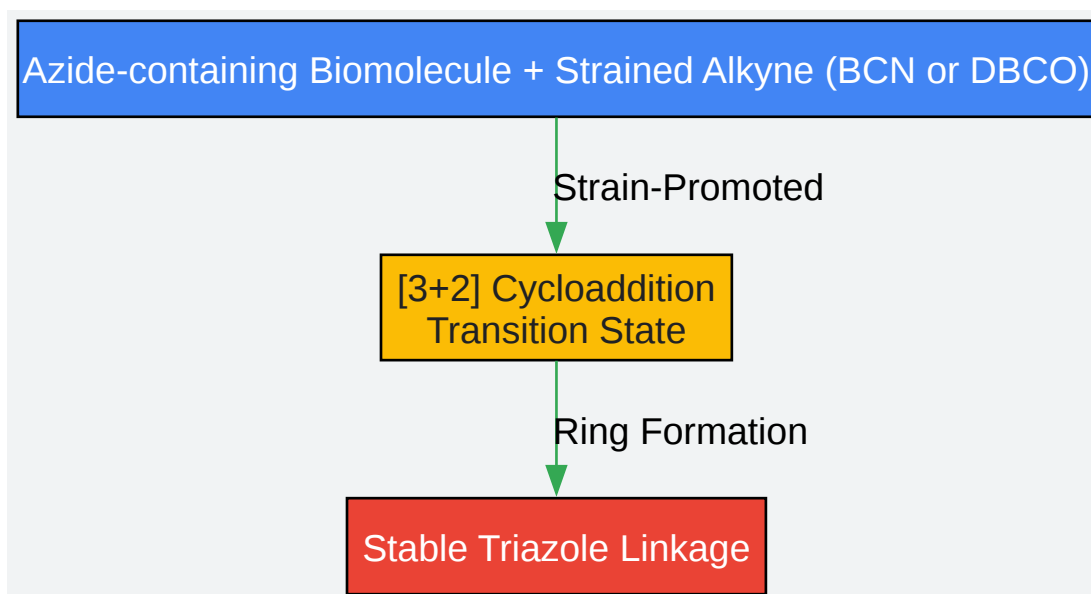 Azide-containing Biomolecule + Strained Alkyne (BCN or DBCO)
Strain-Promoted
[3+2] Cycloaddition
Transition State
Ring Formation
Stable Triazole Linkage